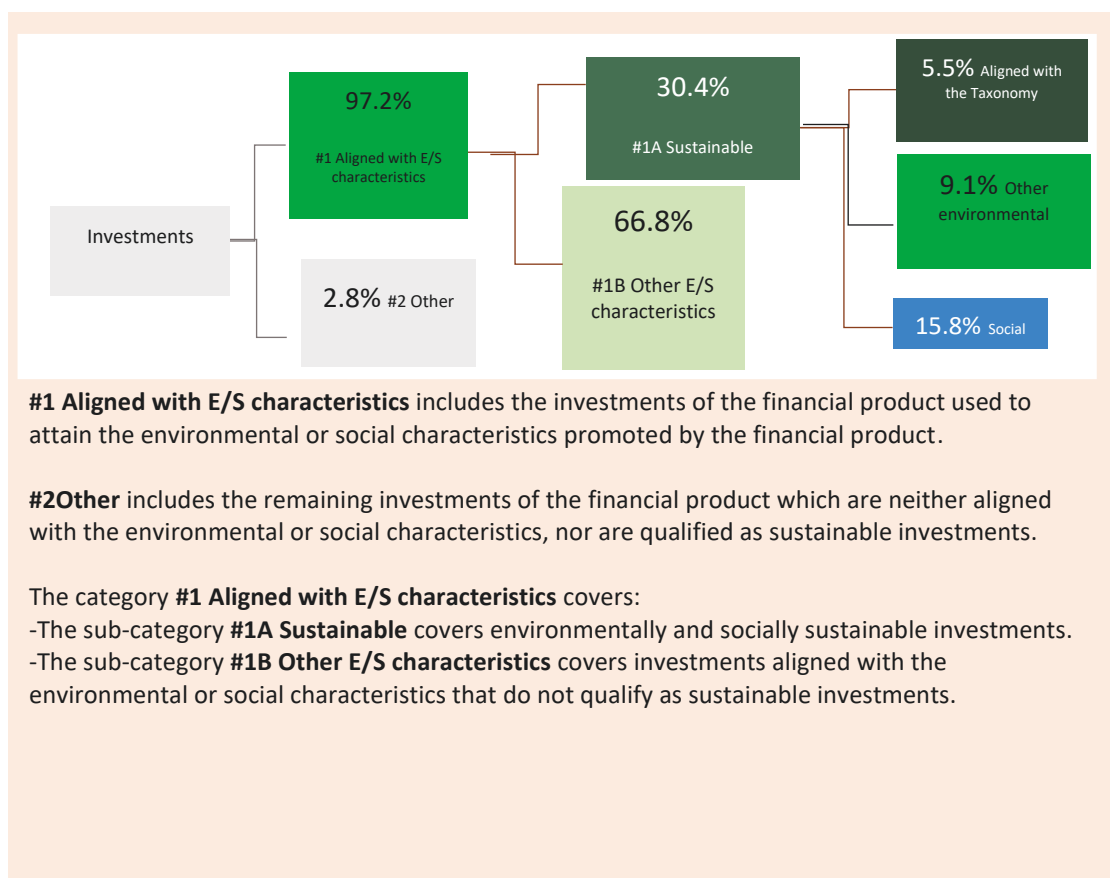 Investments
97.2%
#1 Aligned with E/S
characteristics
2.8% #2 Other
30.4%
#1A Sustainable
66.8%
#1B Other E/S
characteristics
5.5% Aligned with
the Taxonomy
9.1% Other
environmental
15.8% Social
#1 Aligned with E/S characteristics includes the investments of the financial product used to
attain the environmental or social characteristics promoted by the financial product.
#2Other includes the remaining investments of the financial product which are neither aligned
with the environmental or social characteristics, nor are qualified as sustainable investments.
The category #1 Aligned with E/S characteristics covers:
-The sub-category #1A Sustainable covers environmentally and socially sustainable investments.
-The sub-category #1B Other E/S characteristics covers investments aligned with the
environmental or social characteristics that do not qualify as sustainable investments.